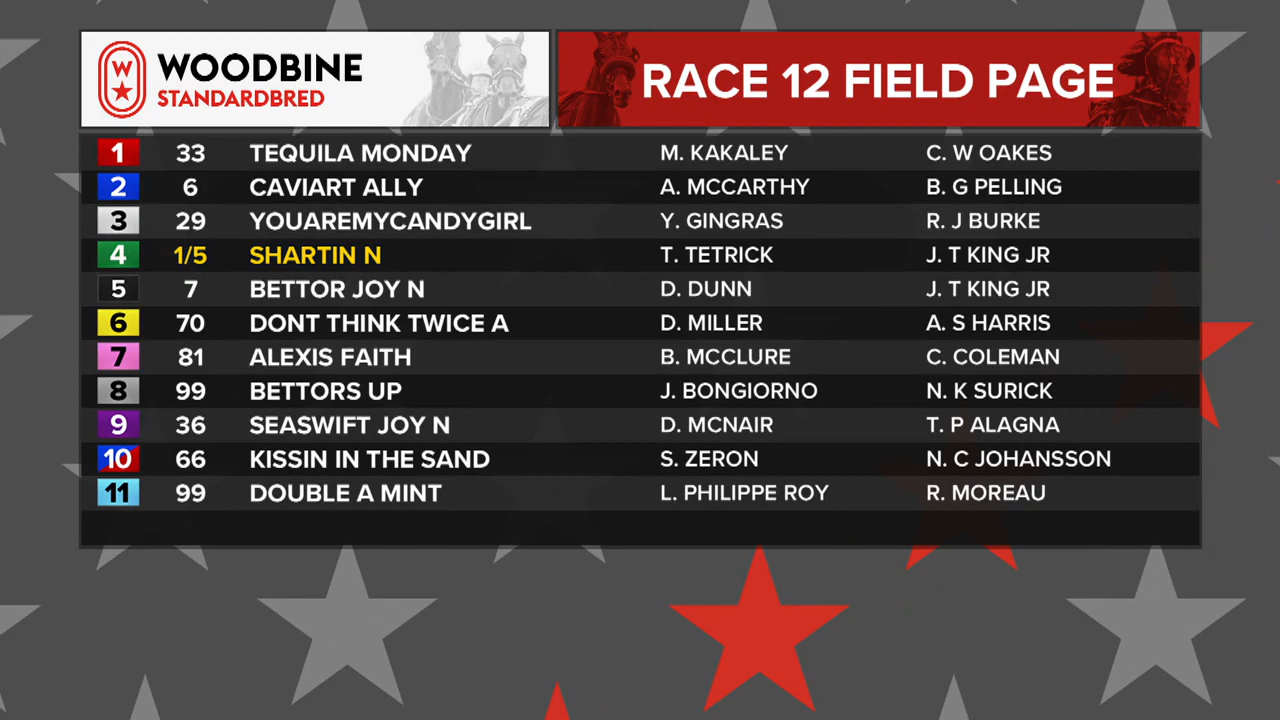 W
WOODBINE
STANDARDBRED
RACE 12 FIELD PAGE
1 33 TEQUILA MONDAY M. KAKALEY C. W OAKES
2 6 CAVIART ALLY A. MCCARTHY B. G PELLING
3 29 YOUAREMYCANDYGIRL Y. GINGRAS R. J BURKE
4 1/5 SHARTIN N T. TETRICK J. T KING JR
5 7 BETTOR JOY N D. DUNN J. T KING JR
6 70 DONT THINK TWICE A D. MILLER A. S HARRIS
7 81 ALEXIS FAITH B. MCCLURE C. COLEMAN
8 99 BETTORS UP J. BONGIORNO N. K SURICK
9 36 SEASWIFT JOY N D. MCNAIR T. P ALAGNA
10 66 KISSIN IN THE SAND S. ZERON N. C JOHANSSON
11 99 DOUBLE A MINT L. PHILIPPE ROY R. MOREAU